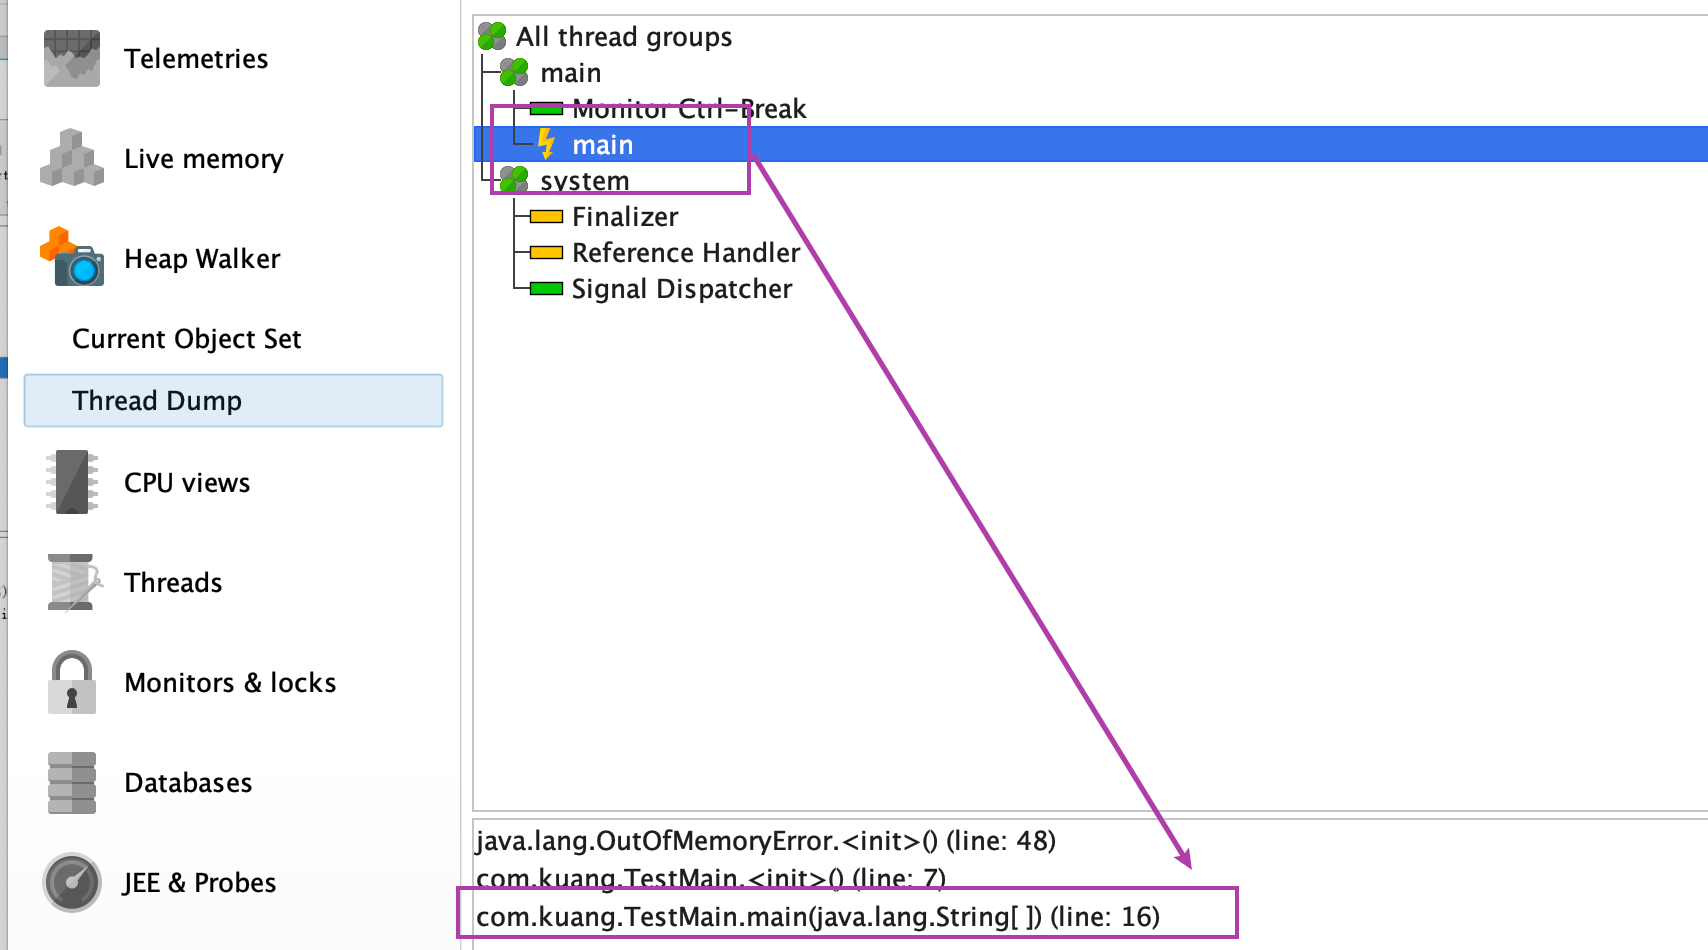 Telemetries
Live memory
Heap Walker
Current Object Set
Thread Dump
CPU views
Threads
Monitors & locks
Databases
JEE & Probes
All thread groups
main
Monitor Ctrl-Break
main
system
Finalizer
Reference Handler
Signal Dispatcher
java.lang.OutOfMemoryError.<init>() (line: 48)
com.kuang.TestMain.<init>() (line: 7)
com.kuang.TestMain.main(java.lang.String[ ]) (line: 16)